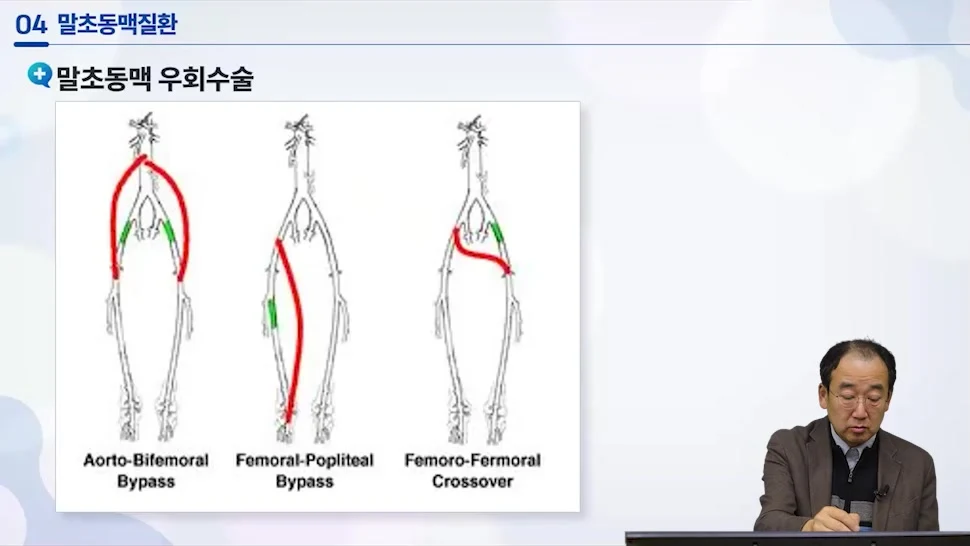 04 말초동맥질환
말초동맥 우회수술
Aorto-Bifemoral
Bypass
Femoral-Popliteal
Bypass
Femoro-Fermoral
Crossover